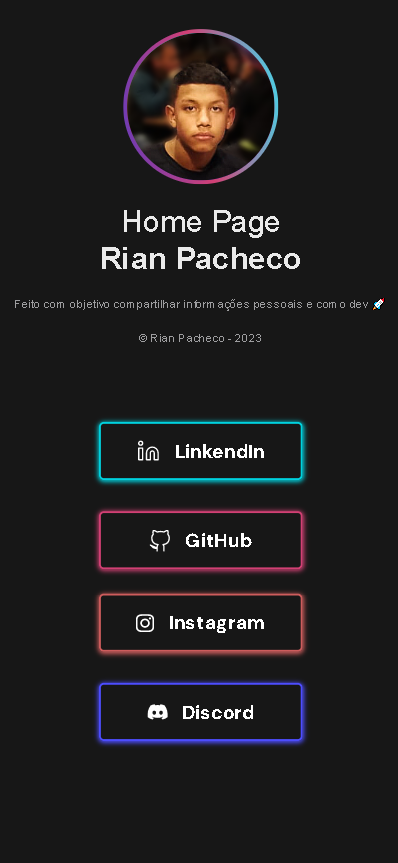 Home Page
Rian Pacheco
Feito com objetivo compartilhar informações pessoais e como dev 🚀
© Rian Pacheco - 2023
LinkendIn
GitHub
Instagram
Discord